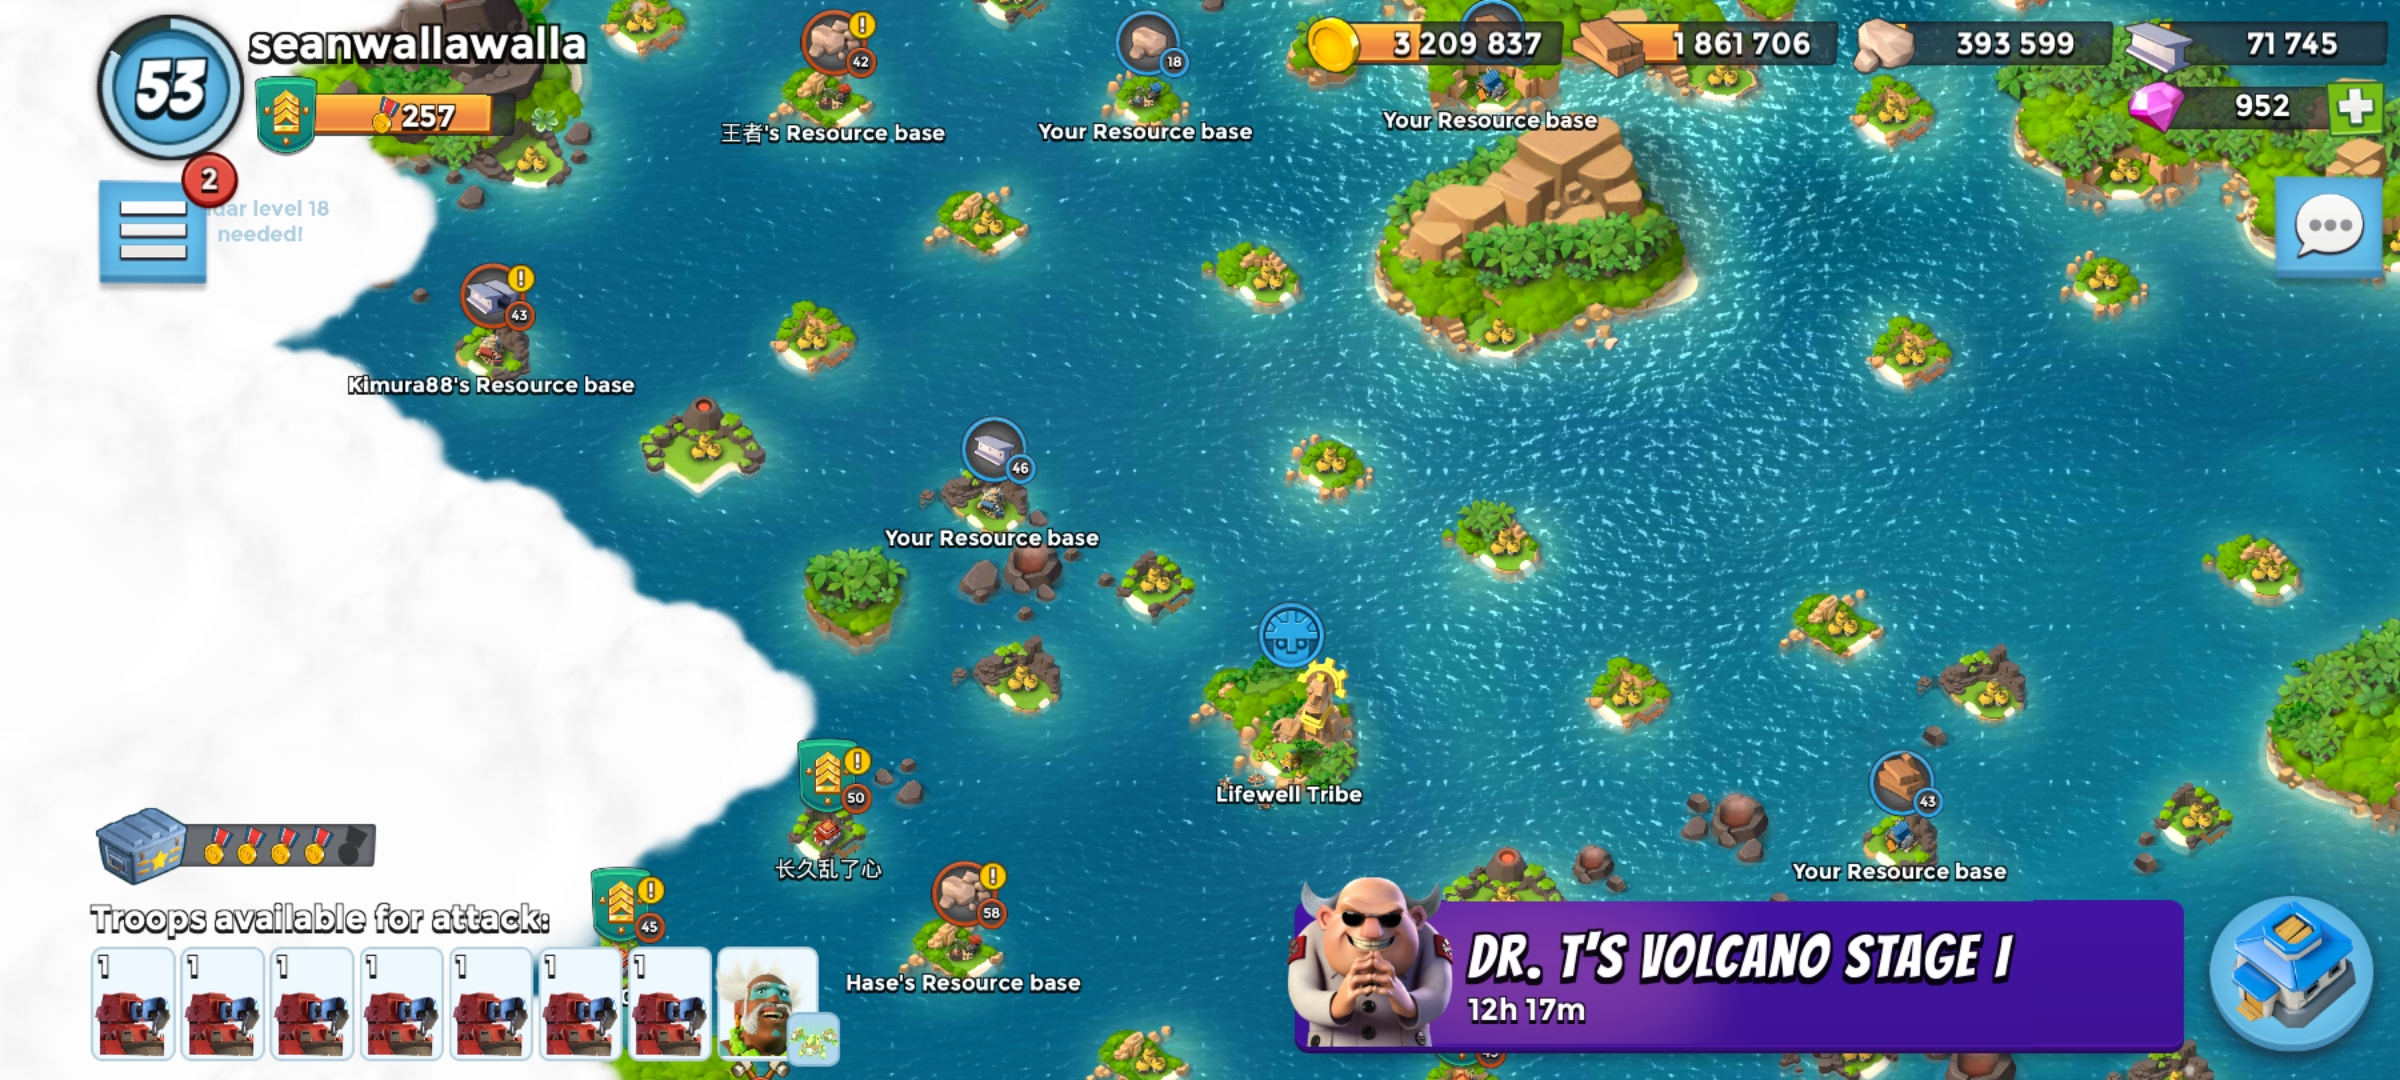 53
seanwallawalla
257
2
dar level 18
needed!
42
王者's Resource base
18
Your Resource base
Your Resource base
3 209 837
1 861 706
393 599
71 745
952
43
Kimura88's Resource base
46
Your Resource base
Lifewell Tribe
50
长久乱了心
45
58
Hase's Resource base
43
Your Resource base
Troops available for attack:
1
1
1
1
1
1
1
DR. T'S VOLCANO STAGE I
12h 17m